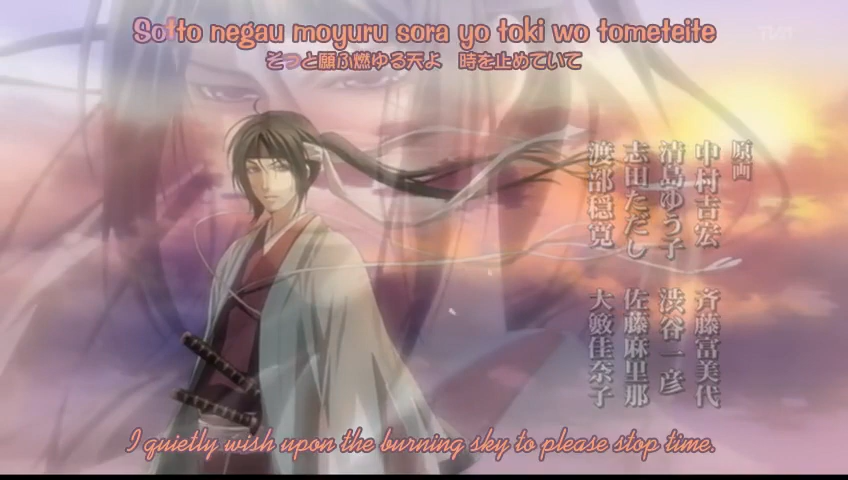 Sotto negau moyuru sora yo toki wo tometeite
そっと願ふ燃ゆる天よ　時を止めていて
原画
中村吉宏
清島ゆう子
志田ただし
渡部穏寛
斉藤富美代
渋谷一彦
佐藤麻里那
大籔佳奈子
I quietly wish upon the burning sky to please stop time.